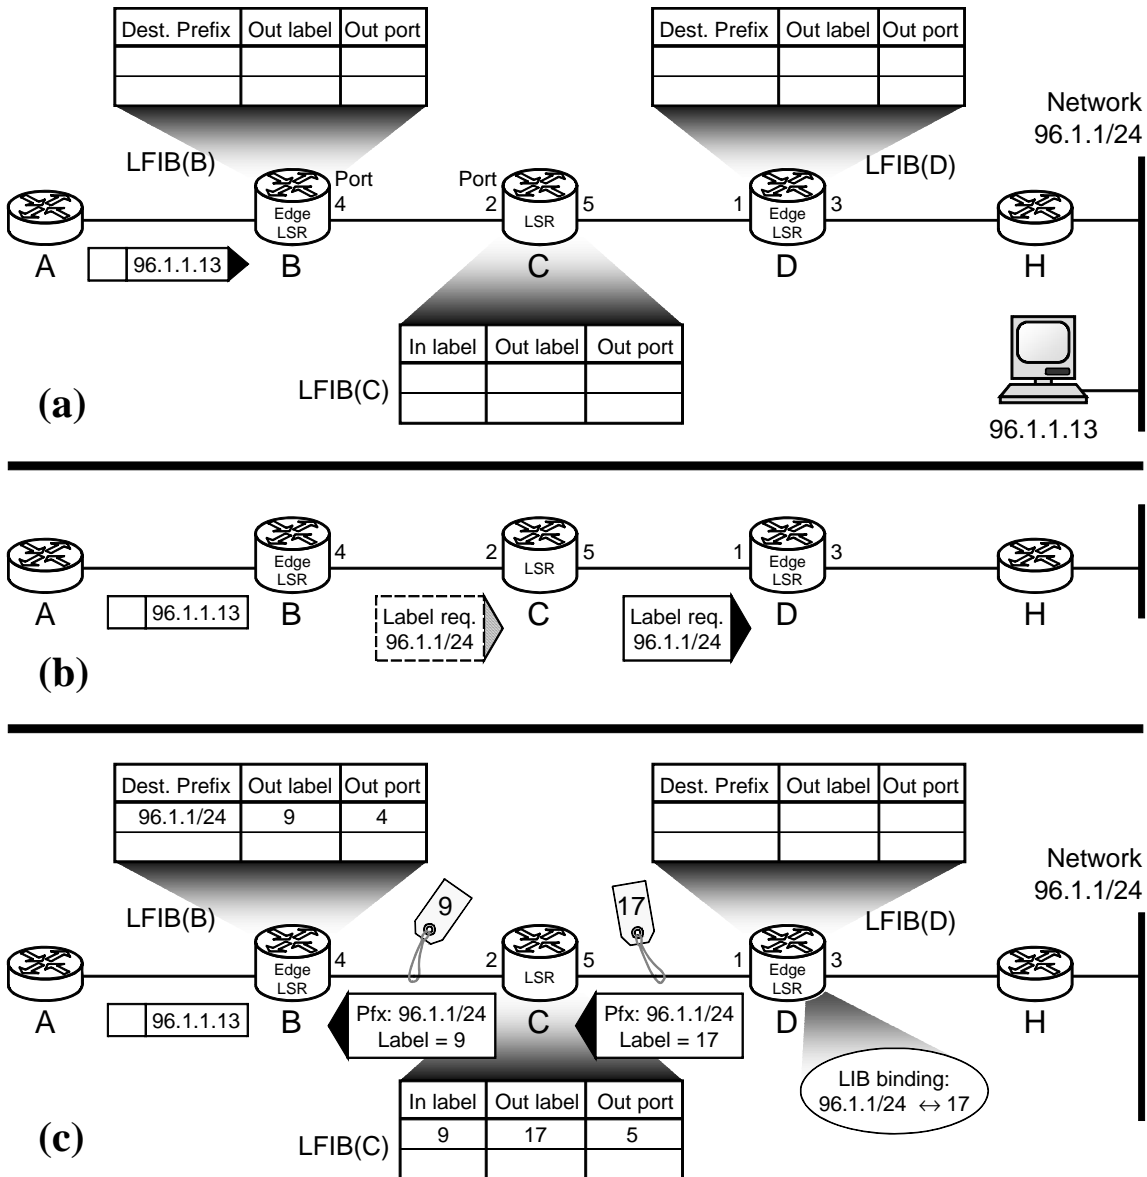 Dest. Prefix Out label Out port
Dest. Prefix Out label Out port
Network
96.1.1/24
LFIB(B)
LFIB(D)
Port
Port
4
2
5
1
3
Edge
LSR
LSR
Edge
LSR
A
96.1.1.13
B
C
D
H
In label Out label Out port
LFIB(C)
(a)
96.1.1.13
4
2
5
1
3
Edge
LSR
LSR
Edge
LSR
A
96.1.1.13
B
Label req.
96.1.1/24
C
Label req.
96.1.1/24
D
H
(b)
Dest. Prefix Out label Out port
96.1.1/24 9 4
Dest. Prefix Out label Out port
Network
96.1.1/24
LFIB(B)
9
17
LFIB(D)
4
2
5
1
3
Edge
LSR
LSR
Edge
LSR
A
96.1.1.13
B
Pfx: 96.1.1/24
Label = 9
C
Pfx: 96.1.1/24
Label = 17
D
H
LIB binding:
96.1.1/24 ↔ 17
In label Out label Out port
9 17 5
LFIB(C)
(c)